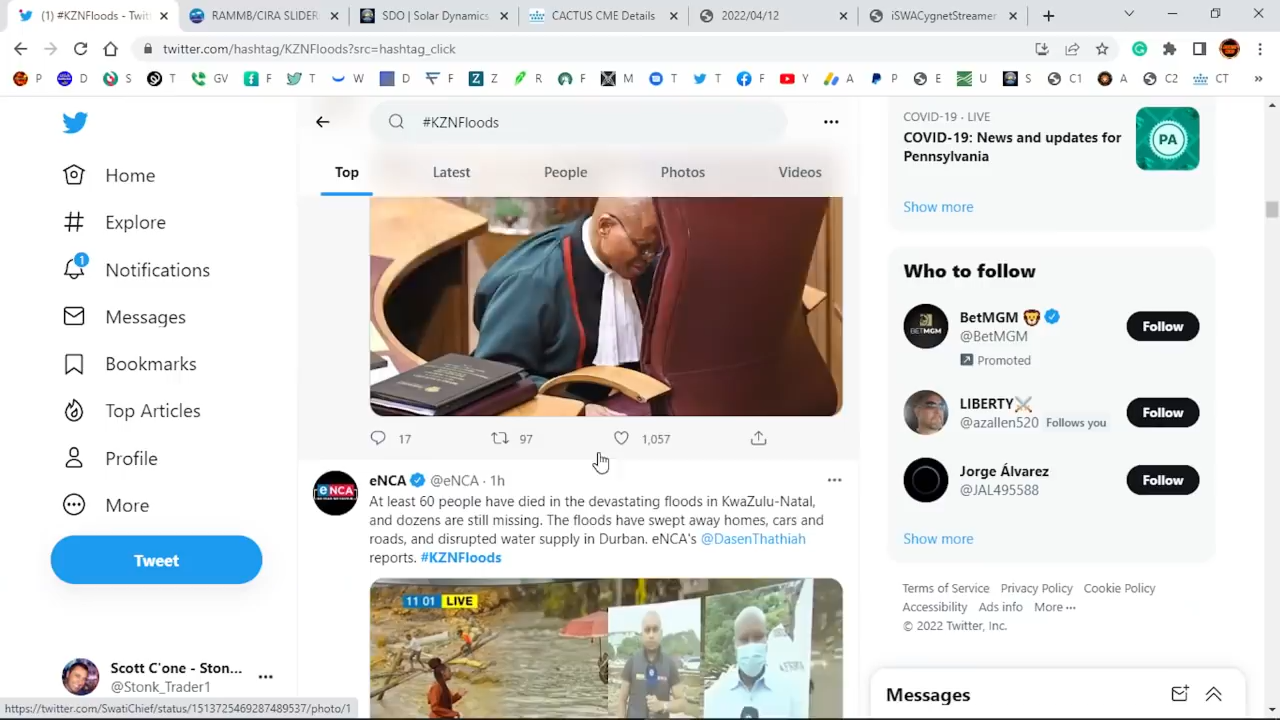 (1) #KZNFloods - Twitt
RAMMB/CIRA SLIDER
SDO | Solar Dynamics
CACTUS CME Details
2022/04/12
iSWACygnetStreamer
twitter.com/hashtag/KZNFloods?src=hashtag_click
P D S T GV F T W D F Z R F M T T F Y A P E U S C1 A C2 CT »
#KZNFloods
Top Latest People Photos Videos
Home
Explore
1
Notifications
Messages
Bookmarks
Top Articles
Profile
More
Tweet
Scott C'one - Ston...
@Stonk_Trader1
17 97 1,057
eNCA
eNCA @eNCA · 1h
At least 60 people have died in the devastating floods in KwaZulu-Natal,
and dozens are still missing. The floods have swept away homes, cars and
roads, and disrupted water supply in Durban. eNCA's @DasenThathiah
reports. #KZNFloods
11 01 LIVE
COVID-19 · LIVE
COVID-19: News and updates for
Pennsylvania
PA
Show more
Who to follow
BETMGM
BetMGM
@BetMGM
Promoted
Follow
LIBERTY
@azallen520 Follows you
Follow
Jorge Álvarez
@JAL495588
Follow
Show more
Terms of Service Privacy Policy Cookie Policy
Accessibility Ads info More
© 2022 Twitter, Inc.
Messages
https://twitter.com/SwatiChief/status/1513725469287489537/photo/1